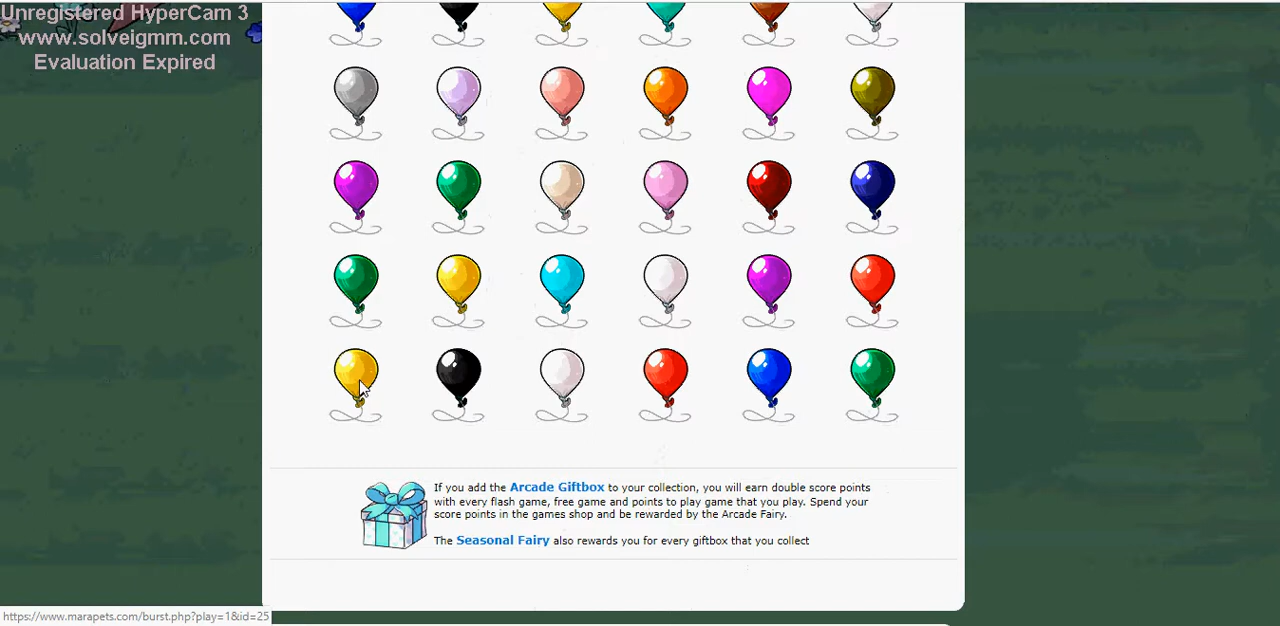 Unregistered HyperCam 3
www.solveigmm.com
Evaluation Expired
If you add the Arcade Giftbox to your collection, you will earn double score points
with every flash game, free game and points to play game that you play. Spend your
score points in the games shop and be rewarded by the Arcade Fairy.
The Seasonal Fairy also rewards you for every giftbox that you collect
https://www.marapets.com/burst.php?play=1&id=25